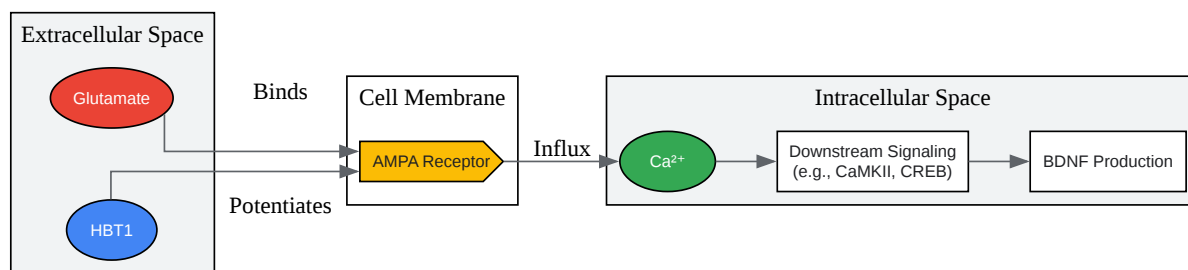 Extracellular Space
Glutamate
HBT1
Binds
Potentiates
Cell Membrane
AMPA Receptor
Influx
Intracellular Space
Ca²⁺
Downstream Signaling
(e.g., CaMKII, CREB)
BDNF Production